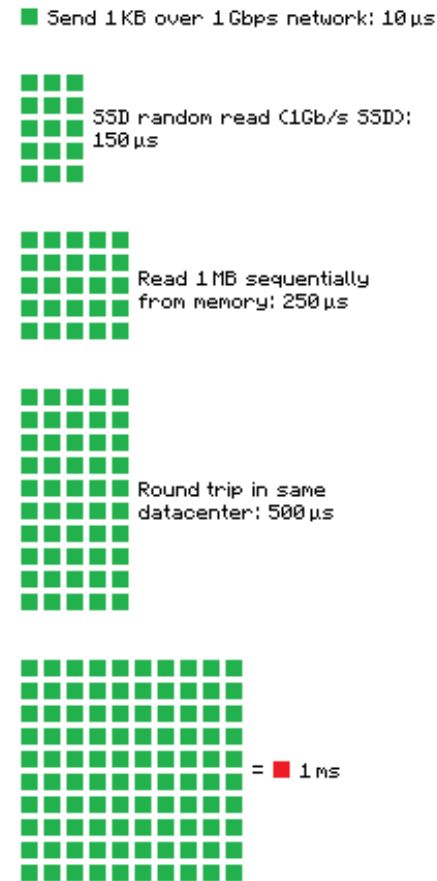 Send 1 KB over 1 Gbps network: 10 µs
SSD random read (1Gb/s SSD):
150 µs
Read 1 MB sequentially
from memory: 250 µs
Round trip in same
datacenter: 500 µs
= 1 ms